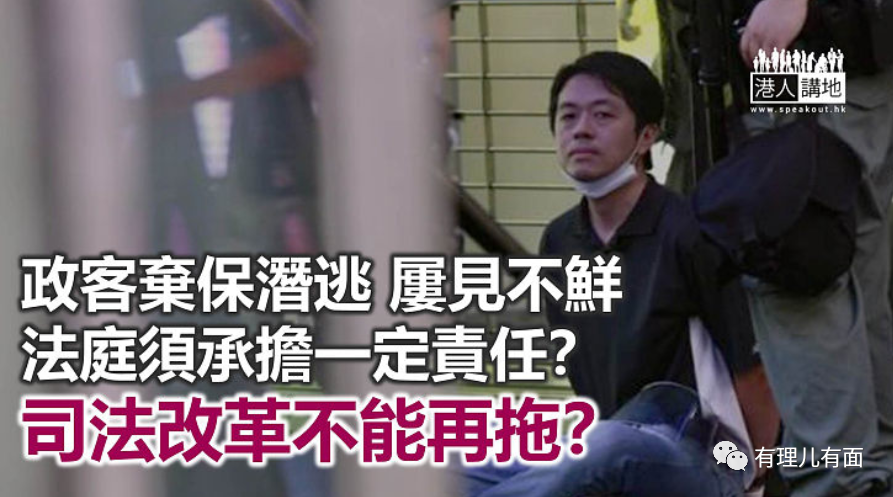 港人講地
www.speakout.hk
政客棄保潛逃 屢見不鮮
法庭須承擔一定責任?
司法改革不能再拖?
有理儿有面